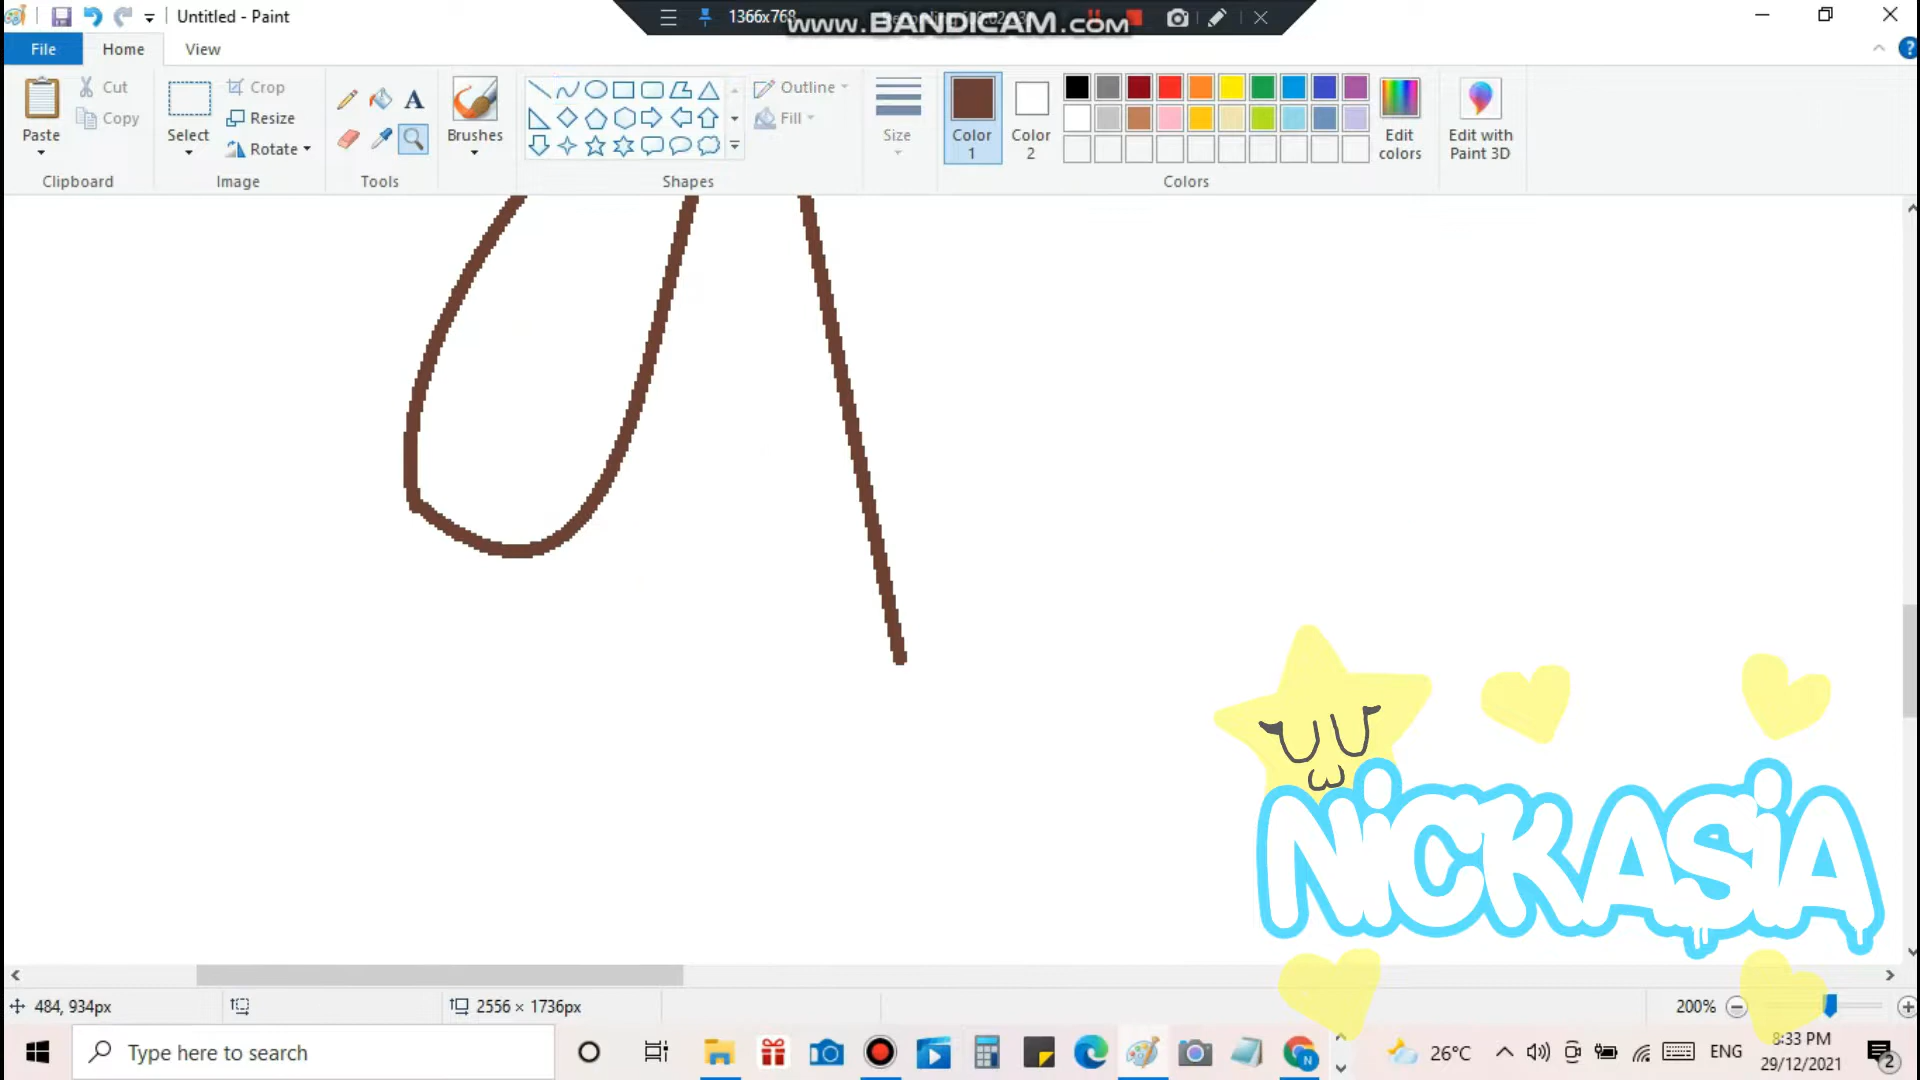 Untitled - Paint
1366x768
www.BANDICAM.com
File
Home
View
Paste
Cut
Copy
Clipboard
Select
Crop
Resize
Rotate
Image
A
Tools
Brushes
Shapes
Outline
Fill
Size
Color 1
Color 2
Edit colors
Colors
Edit with Paint 3D
?
NiCKASiA
484, 934px
2556 × 1736px
200%
Type here to search
N
26°C
ENG
8:33 PM
29/12/2021
2